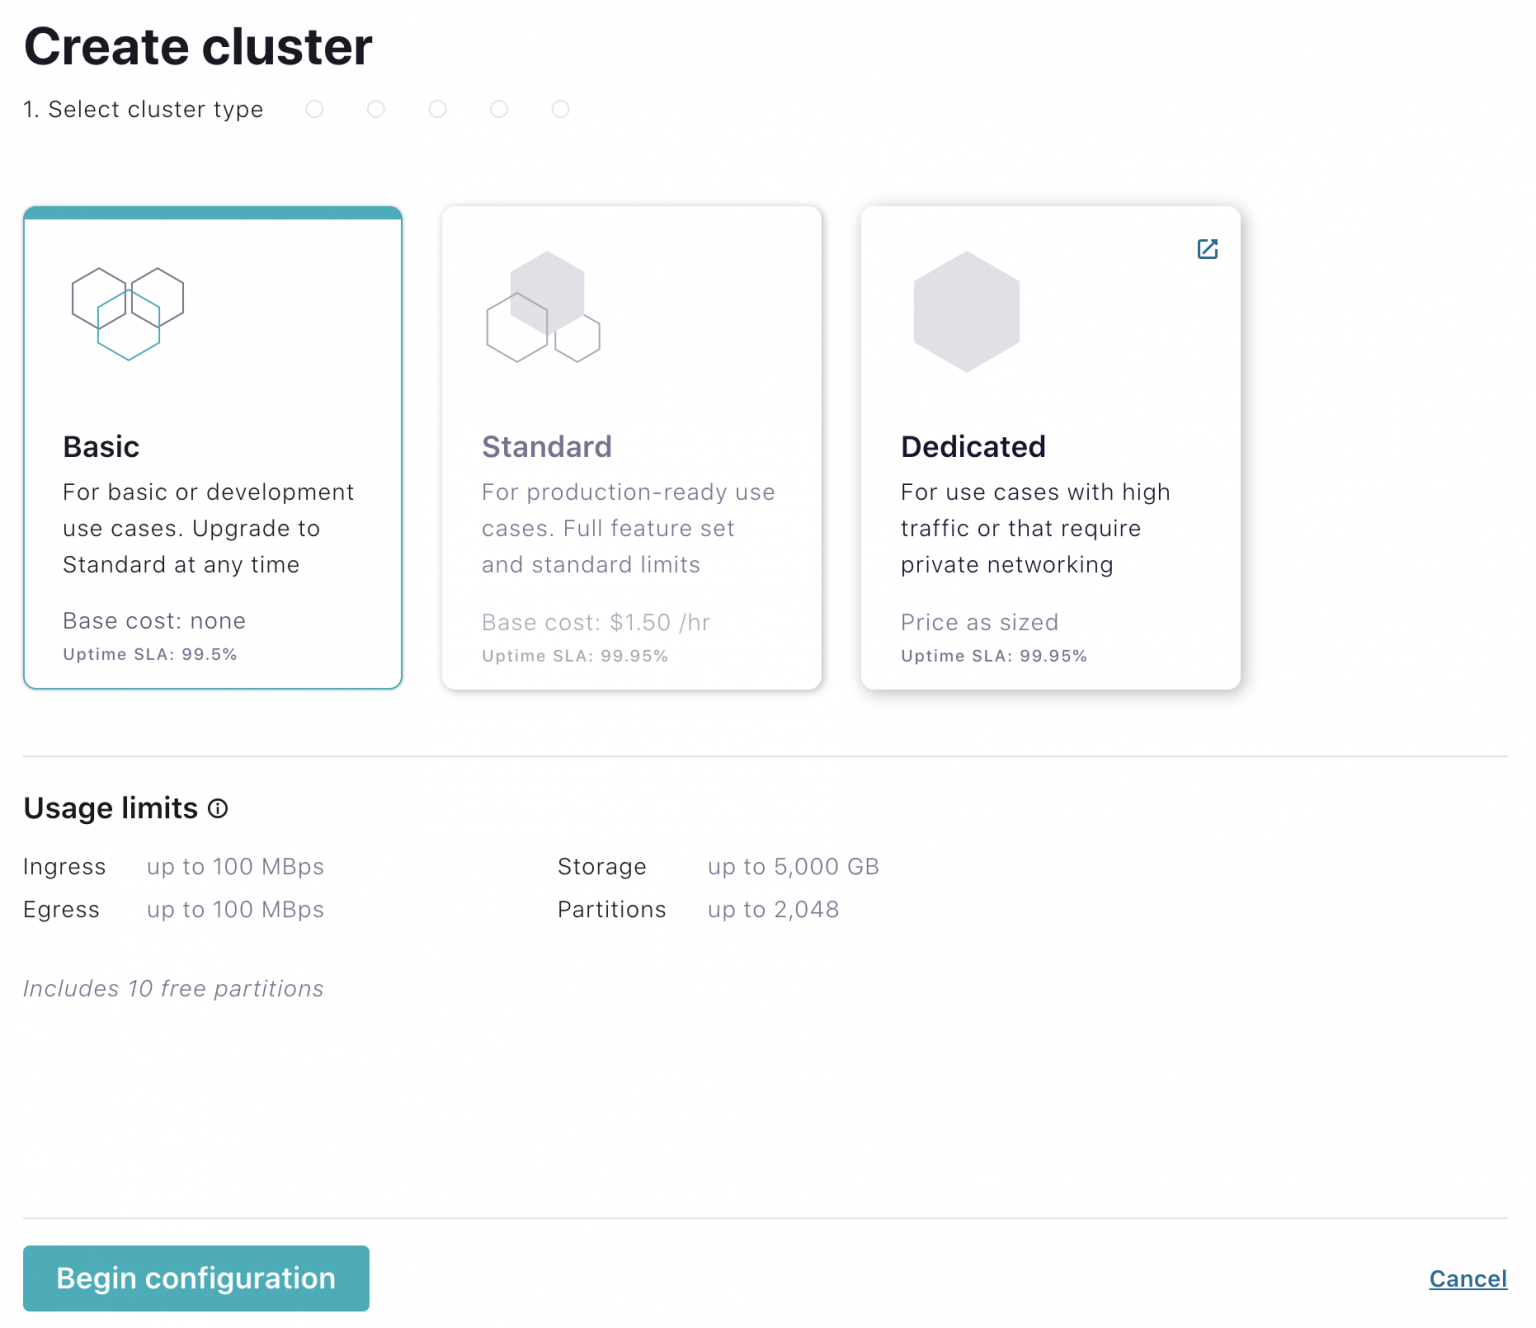 Create cluster
1. Select cluster type
Basic
For basic or development
use cases. Upgrade to
Standard at any time
Base cost: none
Uptime SLA: 99.5%
Standard
For production-ready use
cases. Full feature set
and standard limits
Base cost: $1.50 /hr
Uptime SLA: 99.95%
Dedicated
For use cases with high
traffic or that require
private networking
Price as sized
Uptime SLA: 99.95%
Usage limits
Ingress up to 100 MBps
Egress up to 100 MBps
Storage up to 5,000 GB
Partitions up to 2,048
Includes 10 free partitions
Begin configuration
Cancel